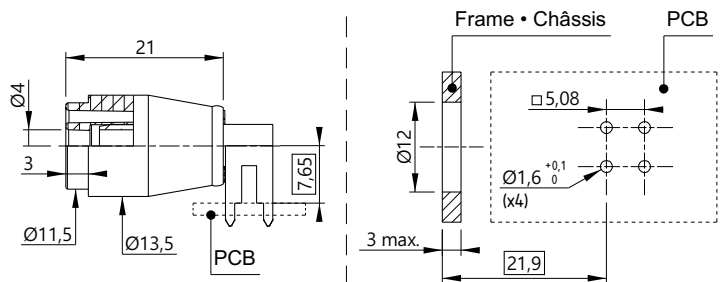 21
Ø4
3
7,65
Ø11,5
Ø13,5
PCB
Frame • Châssis
PCB
□5,08
Ø12
Ø1,6 +0,1 0
(x4)
3 max.
21,9